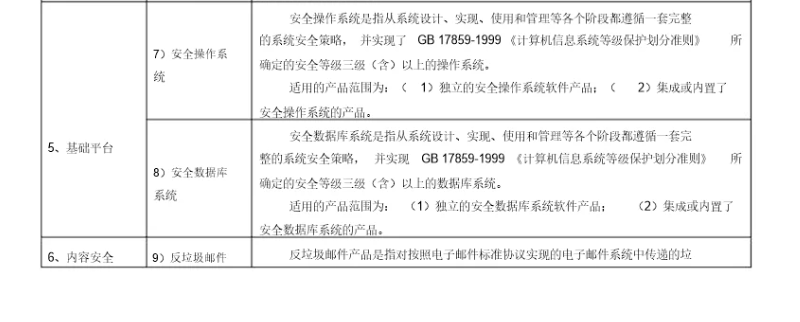 7）安全操作系
统
安全操作系统是指从系统设计、实现、使用和管理等各个阶段都遵循一套完整
的系统安全策略， 并实现了 GB 17859-1999 《计算机信息系统等级保护划分准则》 所
确定的安全等级三级（含）以上的操作系统。
适用的产品范围为：（ 1）独立的安全操作系统软件产品；（ 2）集成或内置了
安全操作系统的产品。
5、基础平台
8）安全数据库
系统
安全数据库系统是指从系统设计、实现、使用和管理等各个阶段都遵循一套完
整的系统安全策略， 并实现 GB 17859-1999 《计算机信息系统等级保护划分准则》 所
确定的安全等级三级（含）以上的数据库系统。
适用的产品范围为： （1）独立的安全数据库系统软件产品； （2）集成或内置了
安全数据库系统的产品。
6、内容安全
9）反垃圾邮件
反垃圾邮件产品是指对按照电子邮件标准协议实现的电子邮件系统中传递的垃